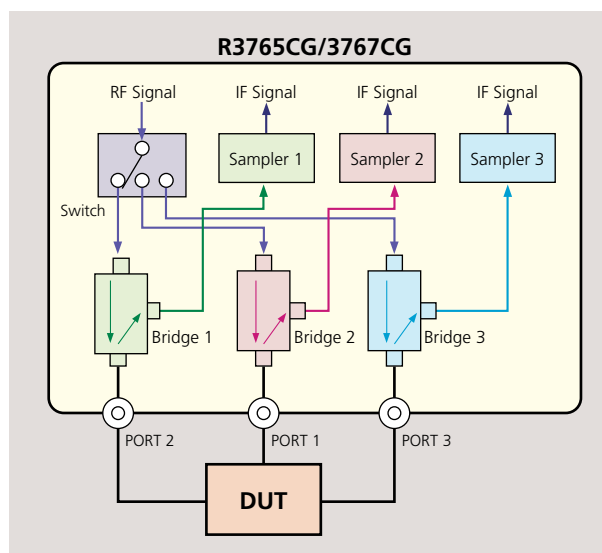 R3765CG/3767CG
RF Signal
IF Signal
IF Signal
IF Signal
Sampler 1
Sampler 2
Sampler 3
Switch
Bridge 1
Bridge 2
Bridge 3
PORT 2
PORT 1
PORT 3
DUT